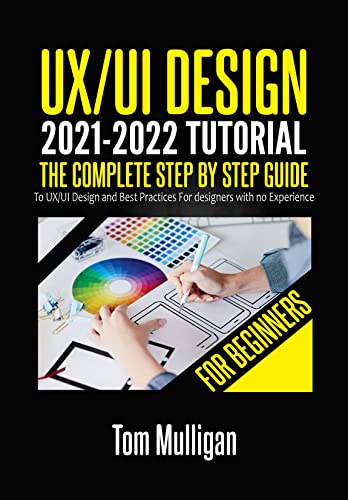 UX/UI DESIGN
2021-2022 TUTORIAL
THE COMPLETE STEP BY STEP GUIDE
To UX/UI Design and Best Practices For designers with no Experience
FOR BEGINNERS
Tom Mulligan